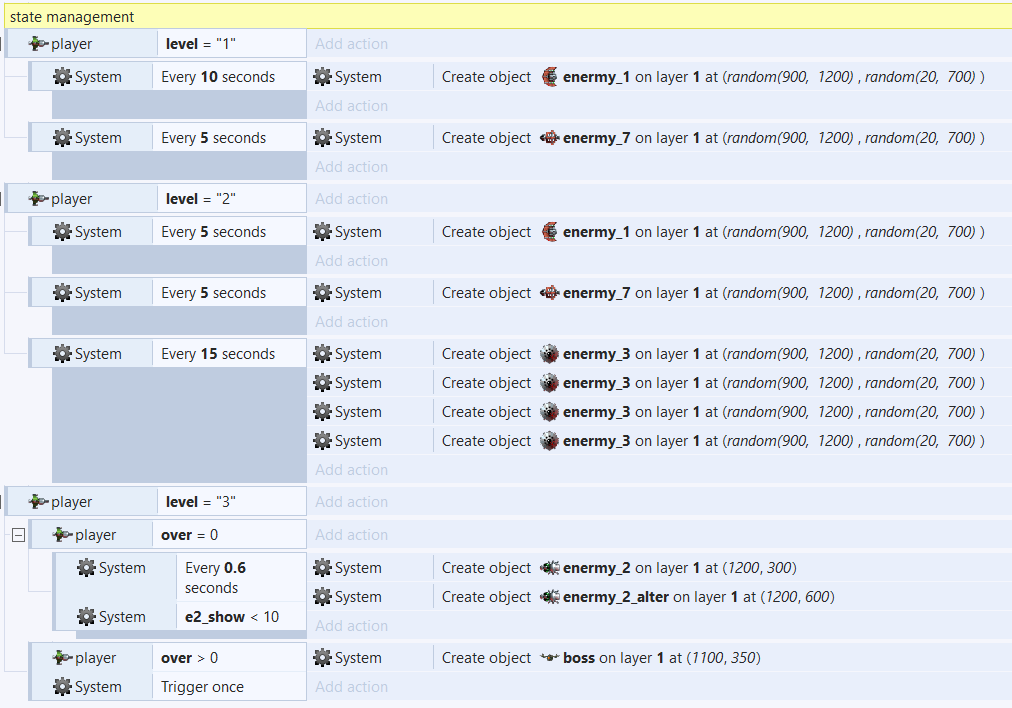 state management
player level = "1" Add action
System Every 10 seconds System Create object enermy_1 on layer 1 at (random(900, 1200) , random(20, 700) )
Add action
System Every 5 seconds System Create object enermy_7 on layer 1 at (random(900, 1200) , random(20, 700) )
Add action
player level = "2" Add action
System Every 5 seconds System Create object enermy_1 on layer 1 at (random(900, 1200) , random(20, 700) )
Add action
System Every 5 seconds System Create object enermy_7 on layer 1 at (random(900, 1200) , random(20, 700) )
Add action
System Every 15 seconds System Create object enermy_3 on layer 1 at (random(900, 1200) , random(20, 700) )
System Create object enermy_3 on layer 1 at (random(900, 1200) , random(20, 700) )
System Create object enermy_3 on layer 1 at (random(900, 1200) , random(20, 700) )
System Create object enermy_3 on layer 1 at (random(900, 1200) , random(20, 700) )
Add action
player level = "3" Add action
player over = 0 Add action
System Every 0.6 System Create object enermy_2 on layer 1 at (1200, 300)
seconds
System Create object enermy_2_alter on layer 1 at (1200, 600)
System e2_show < 10 Add action
player over > 0 System Create object boss on layer 1 at (1100, 350)
System Trigger once Add action